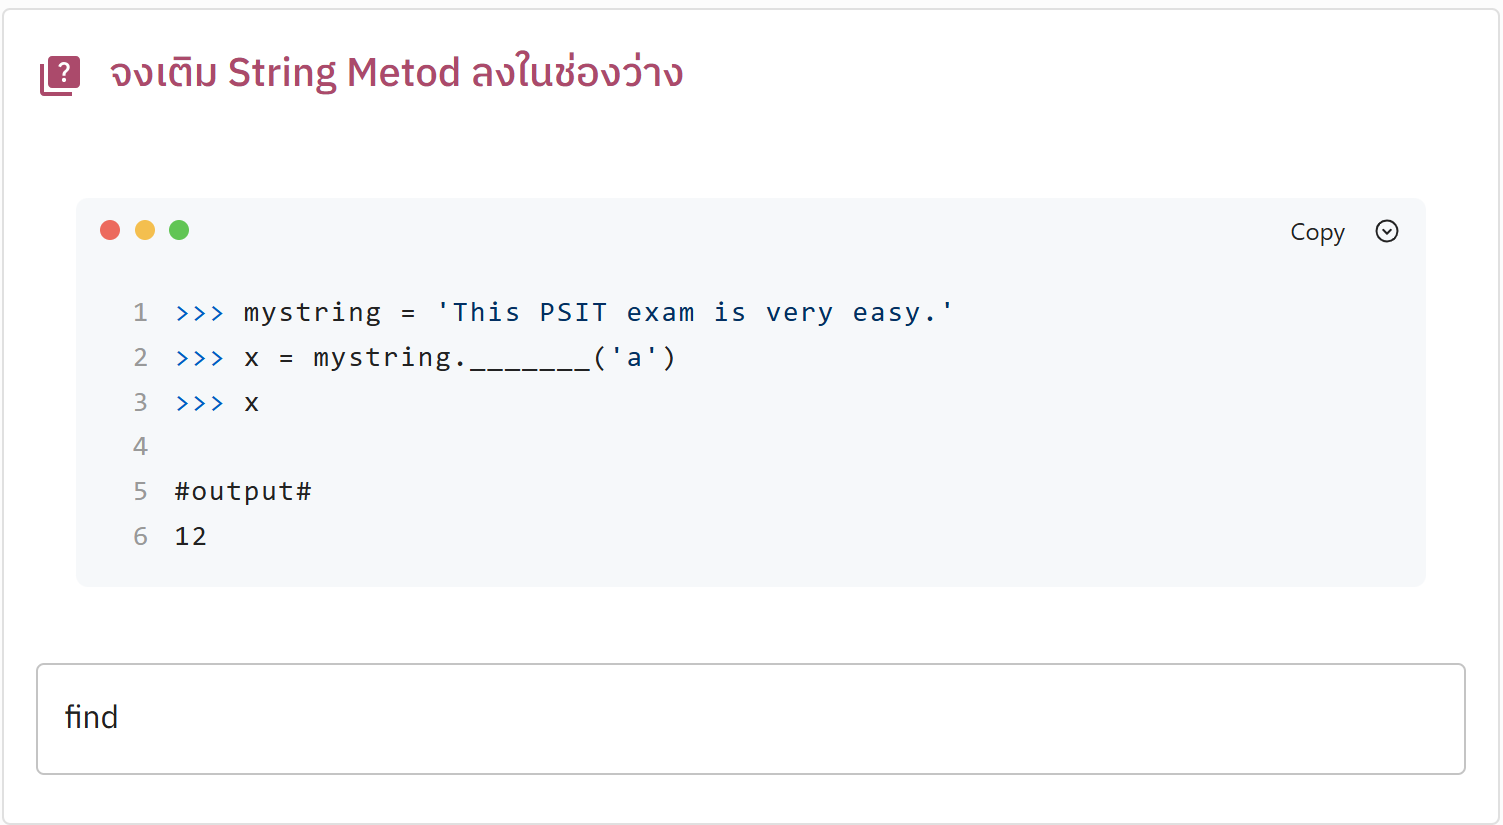 จงเติม String Metod ลงในช่องว่าง
Copy
1 >>> mystring = 'This PSIT exam is very easy.'
2 >>> x = mystring._______('a')
3 >>> x
4
5 #output#
6 12
find